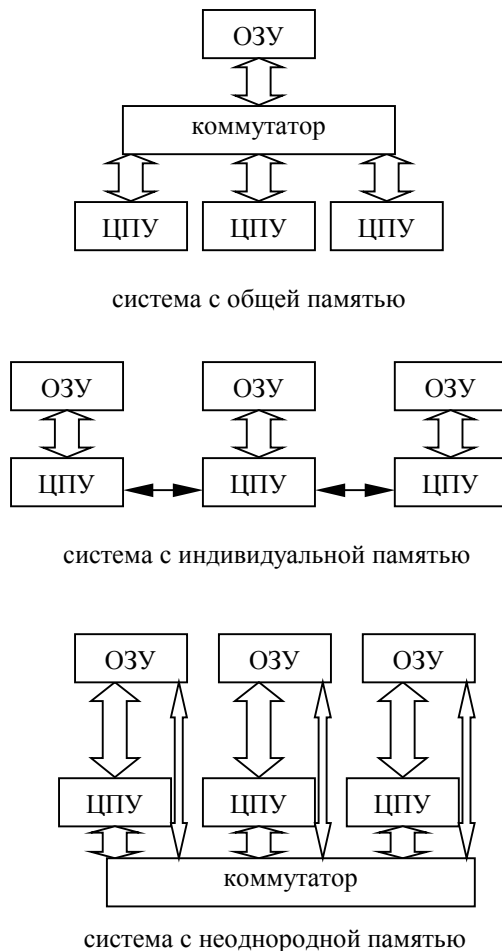 ОЗУ
коммутатор
ЦПУ ЦПУ ЦПУ
система с общей памятью
ОЗУ ОЗУ ОЗУ
ЦПУ ЦПУ ЦПУ
система с индивидуальной памятью
ОЗУ ОЗУ ОЗУ
ЦПУ ЦПУ ЦПУ
коммутатор
система с неоднородной памятью